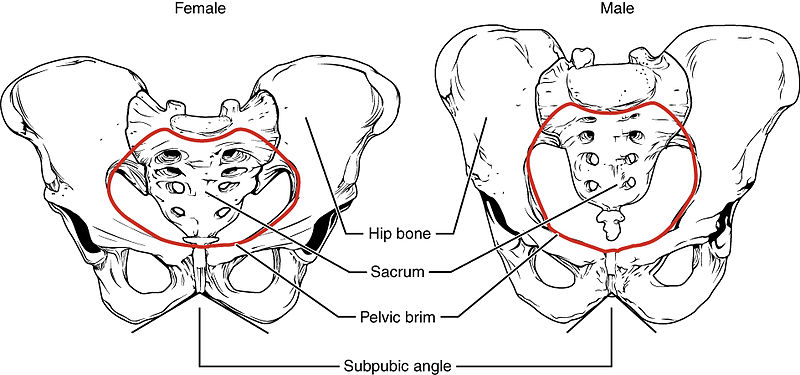 Female
Male
Hip bone
Sacrum
Pelvic brim
Subpubic angle